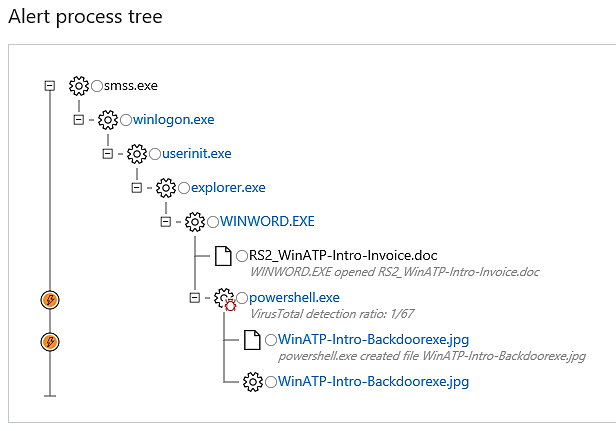 Alert process tree
smss.exe
winlogon.exe
userinit.exe
explorer.exe
WINWORD.EXE
RS2_WinATP-Intro-Invoice.doc
WINWORD.EXE opened RS2_WinATP-Intro-Invoice.doc
powershell.exe
VirusTotal detection ratio: 1/67
WinATP-Intro-Backdoorexe.jpg
powershell.exe created file WinATP-Intro-Backdoorexe.jpg
WinATP-Intro-Backdoorexe.jpg